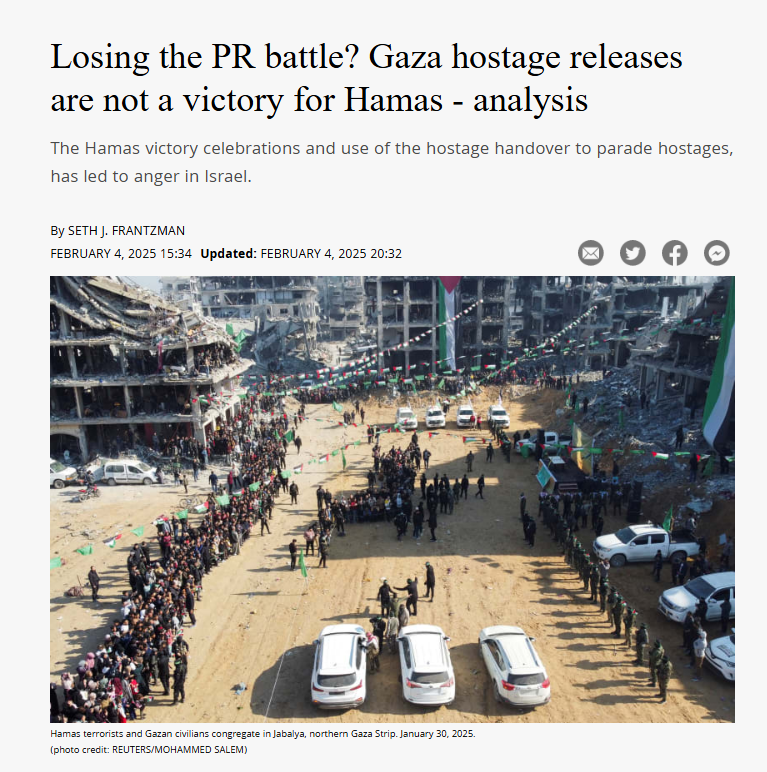 Losing the PR battle? Gaza hostage releases
are not a victory for Hamas - analysis
The Hamas victory celebrations and use of the hostage handover to parade hostages,
has led to anger in Israel.
By SETH J. FRANTZMAN
FEBRUARY 4, 2025 15:34 Updated: FEBRUARY 4, 2025 20:32
Hamas terrorists and Gazan civilians congregate in Jabalya, northern Gaza Strip. January 30, 2025.
(photo credit: REUTERS/MOHAMMED SALEM)